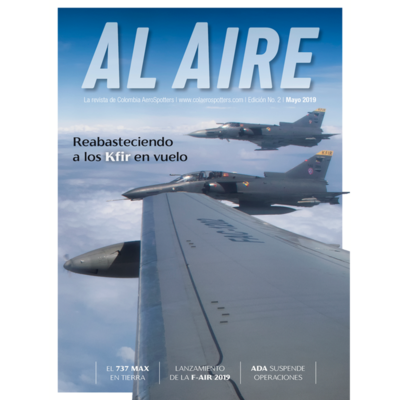 AL AIRE
La revista de Colombia AeroSpotters | www.colaerospotters.com | Edición No. 2 | Mayo 2019
Reabasteciendo
a los Kfir en vuelo
EL 737 MAX
EN TIERRA
LANZAMIENTO
DE LA F-AIR 2019
ADA SUSPENDE
OPERACIONES